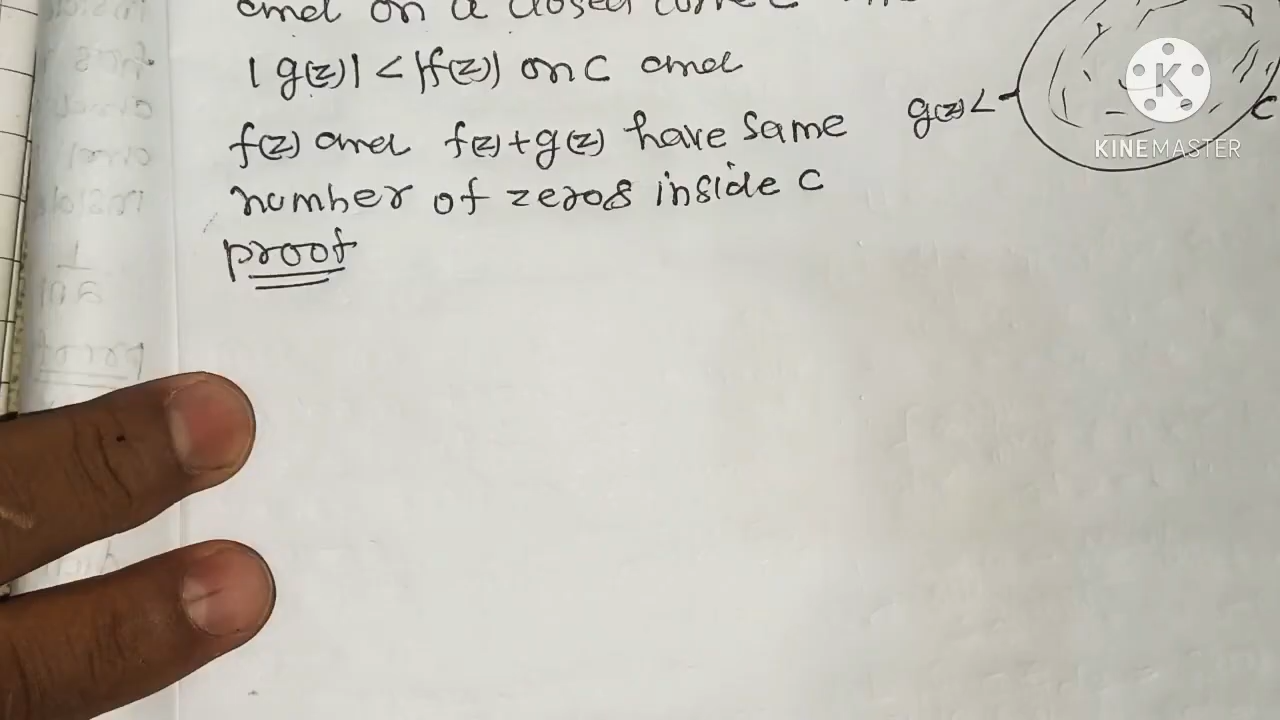 and on a closed curve C
|g(z)| < |f(z)| on C and
f(z) and f(z)+g(z) have same
number of zeros inside C
proof
g(z)<
C
K
KINEMASTER